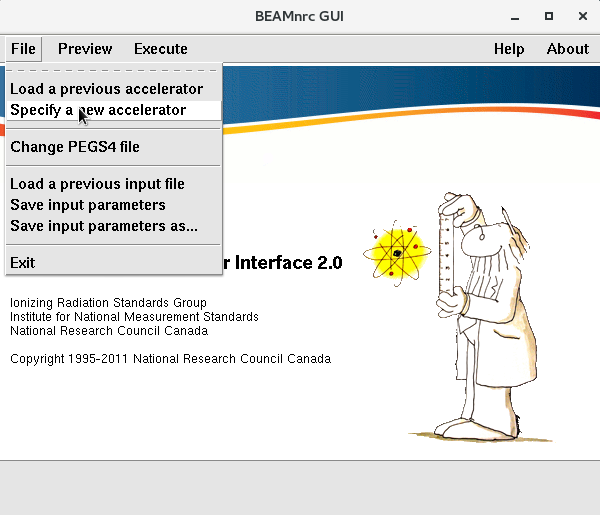 BEAMnrc GUI
File Preview Execute Help About
Load a previous accelerator
Specify a new accelerator
Change PEGS4 file
Load a previous input file
Save input parameters
Save input parameters as...
Exit
r Interface 2.0
Ionizing Radiation Standards Group
Institute for National Measurement Standards
National Research Council Canada
Copyright 1995-2011 National Research Council Canada